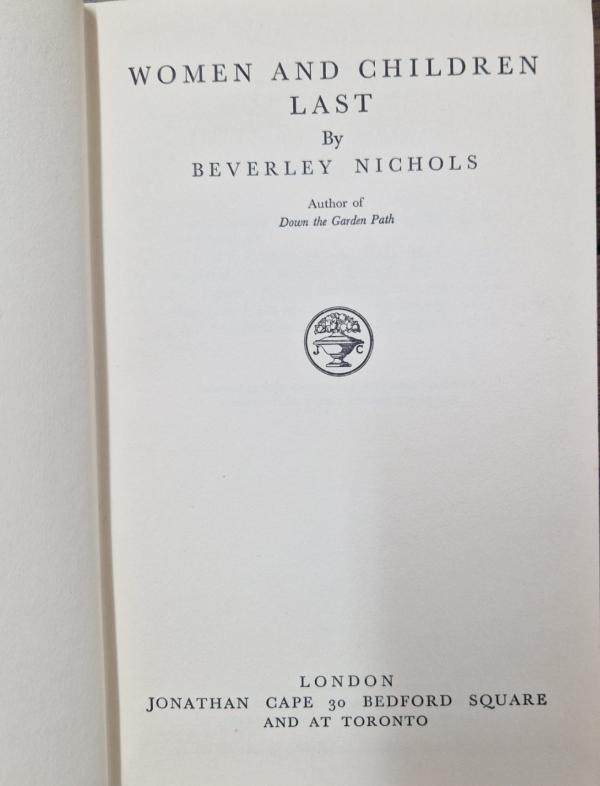 WOMEN AND CHILDREN
LAST
By
BEVERLEY NICHOLS
Author of
Down the Garden Path
J C
LONDON
JONATHAN CAPE 30 BEDFORD SQUARE
AND AT TORONTO